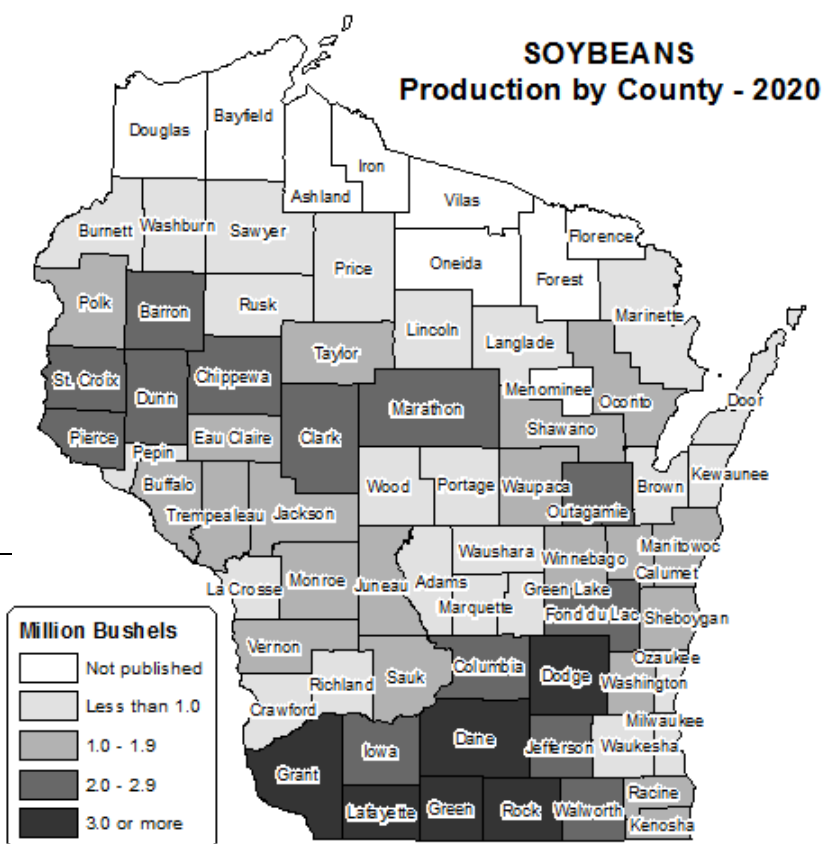 SOYBEANS
Production by County - 2020
Douglas
Bayfield
Ashland
Iron
Vilas
Florence
Burnett
Washburn
Sawyer
Price
Oneida
Forest
Marinette
Polk
Barron
Rusk
Lincoln
Langlade
Taylor
St. Croix
Dunn
Chippewa
Menominee
Oconto
Door
Marathon
Shawano
Pierce
Pepin
Eau Claire
Clark
Buffalo
Wood
Portage
Waupaca
Brown
Kewaunee
Trempealeau
Jackson
Outagamie
Waushara
Winnebago
Manitowoc
Calumet
La Crosse
Monroe
Juneau
Adams
Marquette
Green Lake
Fond du Lac
Sheboygan
Vernon
Richland
Sauk
Columbia
Dodge
Ozaukee
Washington
Crawford
Milwaukee
Waukesha
Iowa
Dane
Jefferson
Grant
Lafayette
Green
Rock
Walworth
Racine
Kenosha
Million Bushels
Not published
Less than 1.0
1.0 - 1.9
2.0 - 2.9
3.0 or more